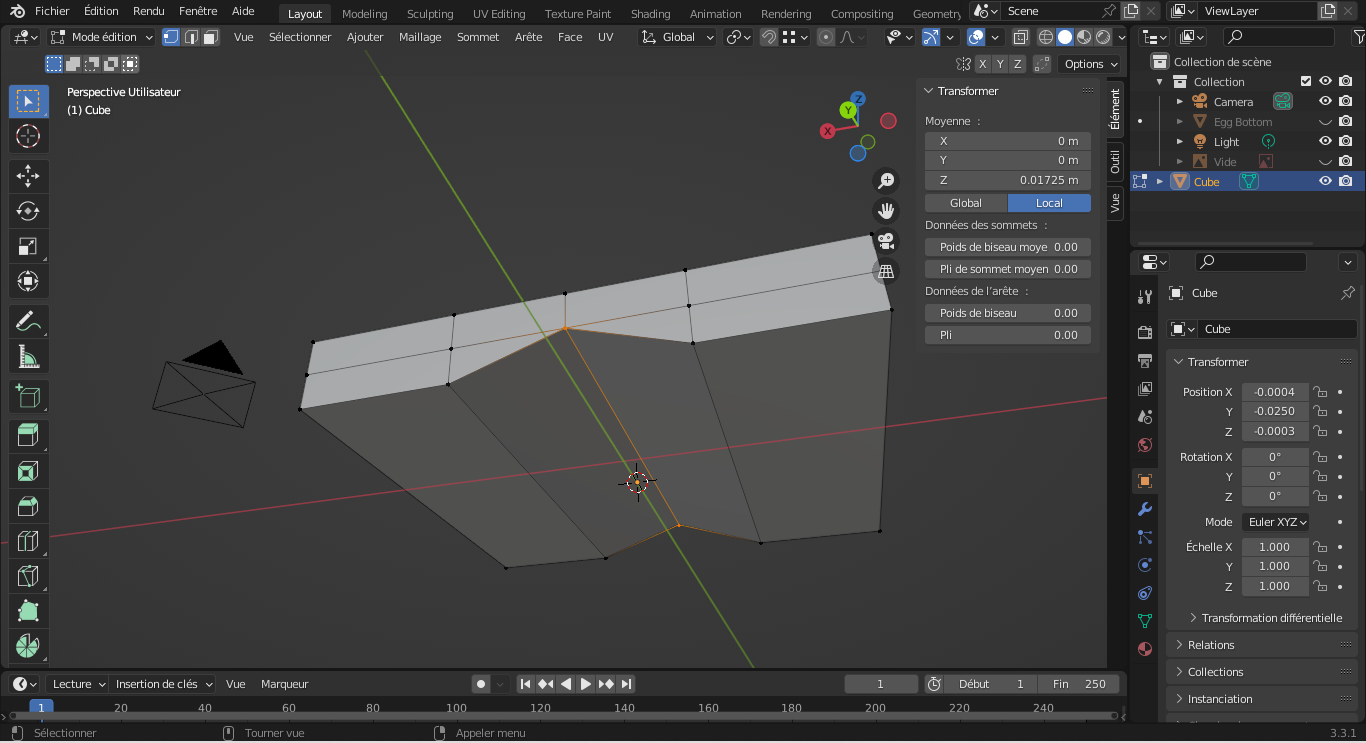 Fichier Édition Rendu Fenêtre Aide Layout Modeling Sculpting UV Editing Texture Paint Shading Animation Rendering Compositing Geometry Scene ViewLayer
Mode édition Vue Sélectionner Ajouter Maillage Sommet Arête Face UV Global
X Y Z Options
Perspective Utilisateur
(1) Cube
Z
Y
X
Transformer
Moyenne :
X 0 m
Y 0 m
Z 0.01725 m
Global Local
Données des sommets :
Poids de biseau moye 0.00
Pli de sommet moyen 0.00
Données de l'arête :
Poids de biseau 0.00
Pli 0.00
Élément
Outil
Vue
Collection de scène
Collection
Camera
Egg Bottom
Light
Vide
Cube
Cube
Cube
Transformer
Position X -0.0004
Y -0.0250
Z -0.0003
Rotation X 0°
Y 0°
Z 0°
Mode Euler XYZ
Échelle X 1.000
Y 1.000
Z 1.000
Transformation différentielle
Relations
Collections
Instanciation
Lecture Insertion de clés Vue Marqueur 1 Début 1 Fin 250
1 20 40 60 80 100 120 140 160 180 200 220 240
Sélectionner Tourner vue Appeler menu 3.3.1